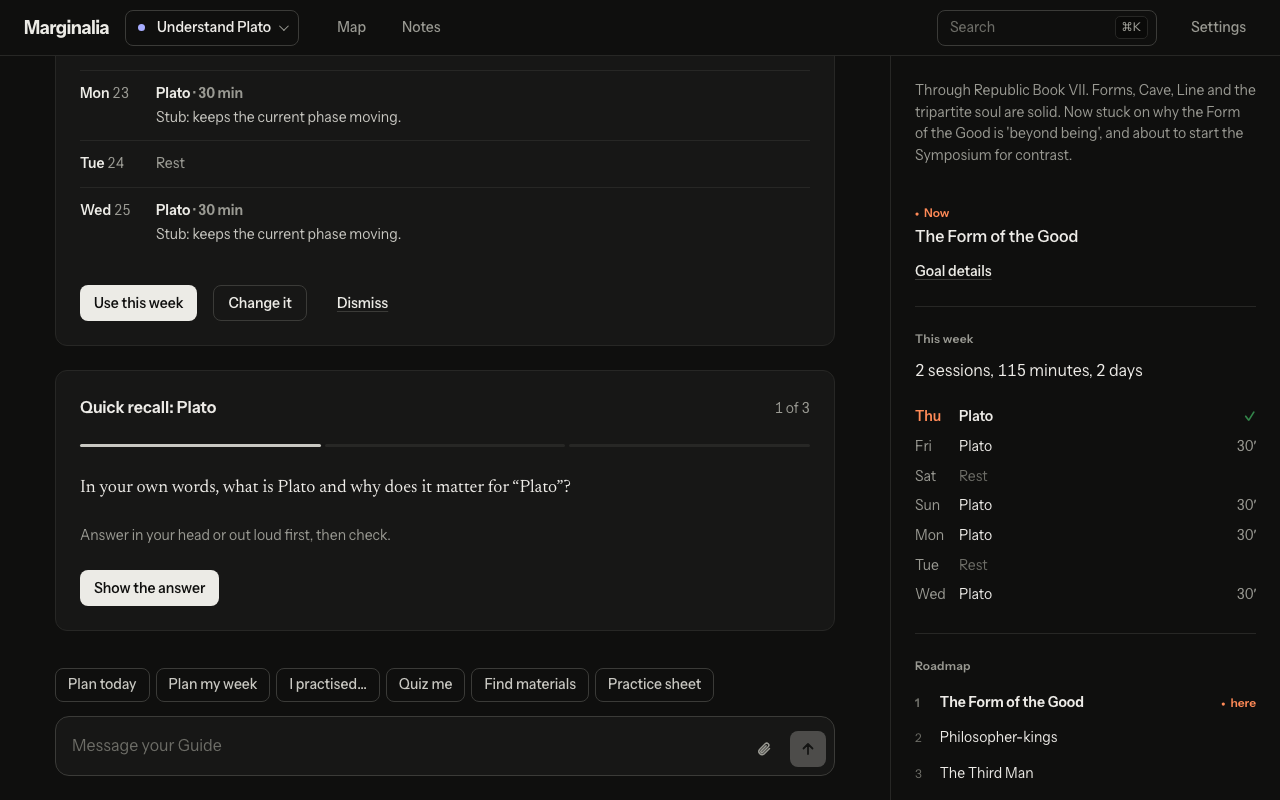 Marginalia
Understand Plato
Map
Notes
Search
⌘K
Settings
Mon 23
Plato · 30 min
Stub: keeps the current phase moving.
Tue 24
Rest
Wed 25
Plato · 30 min
Stub: keeps the current phase moving.
Use this week
Change it
Dismiss
Quick recall: Plato
1 of 3
In your own words, what is Plato and why does it matter for “Plato”?
Answer in your head or out loud first, then check.
Show the answer
Plan today
Plan my week
I practised…
Quiz me
Find materials
Practice sheet
Message your Guide
Through Republic Book VII. Forms, Cave, Line and the
tripartite soul are solid. Now stuck on why the Form
of the Good is 'beyond being', and about to start the
Symposium for contrast.
• Now
The Form of the Good
Goal details
This week
2 sessions, 115 minutes, 2 days
Thu Plato ✓
Fri Plato 30′
Sat Rest
Sun Plato 30′
Mon Plato 30′
Tue Rest
Wed Plato 30′
Roadmap
1 The Form of the Good • here
2 Philosopher-kings
3 The Third Man